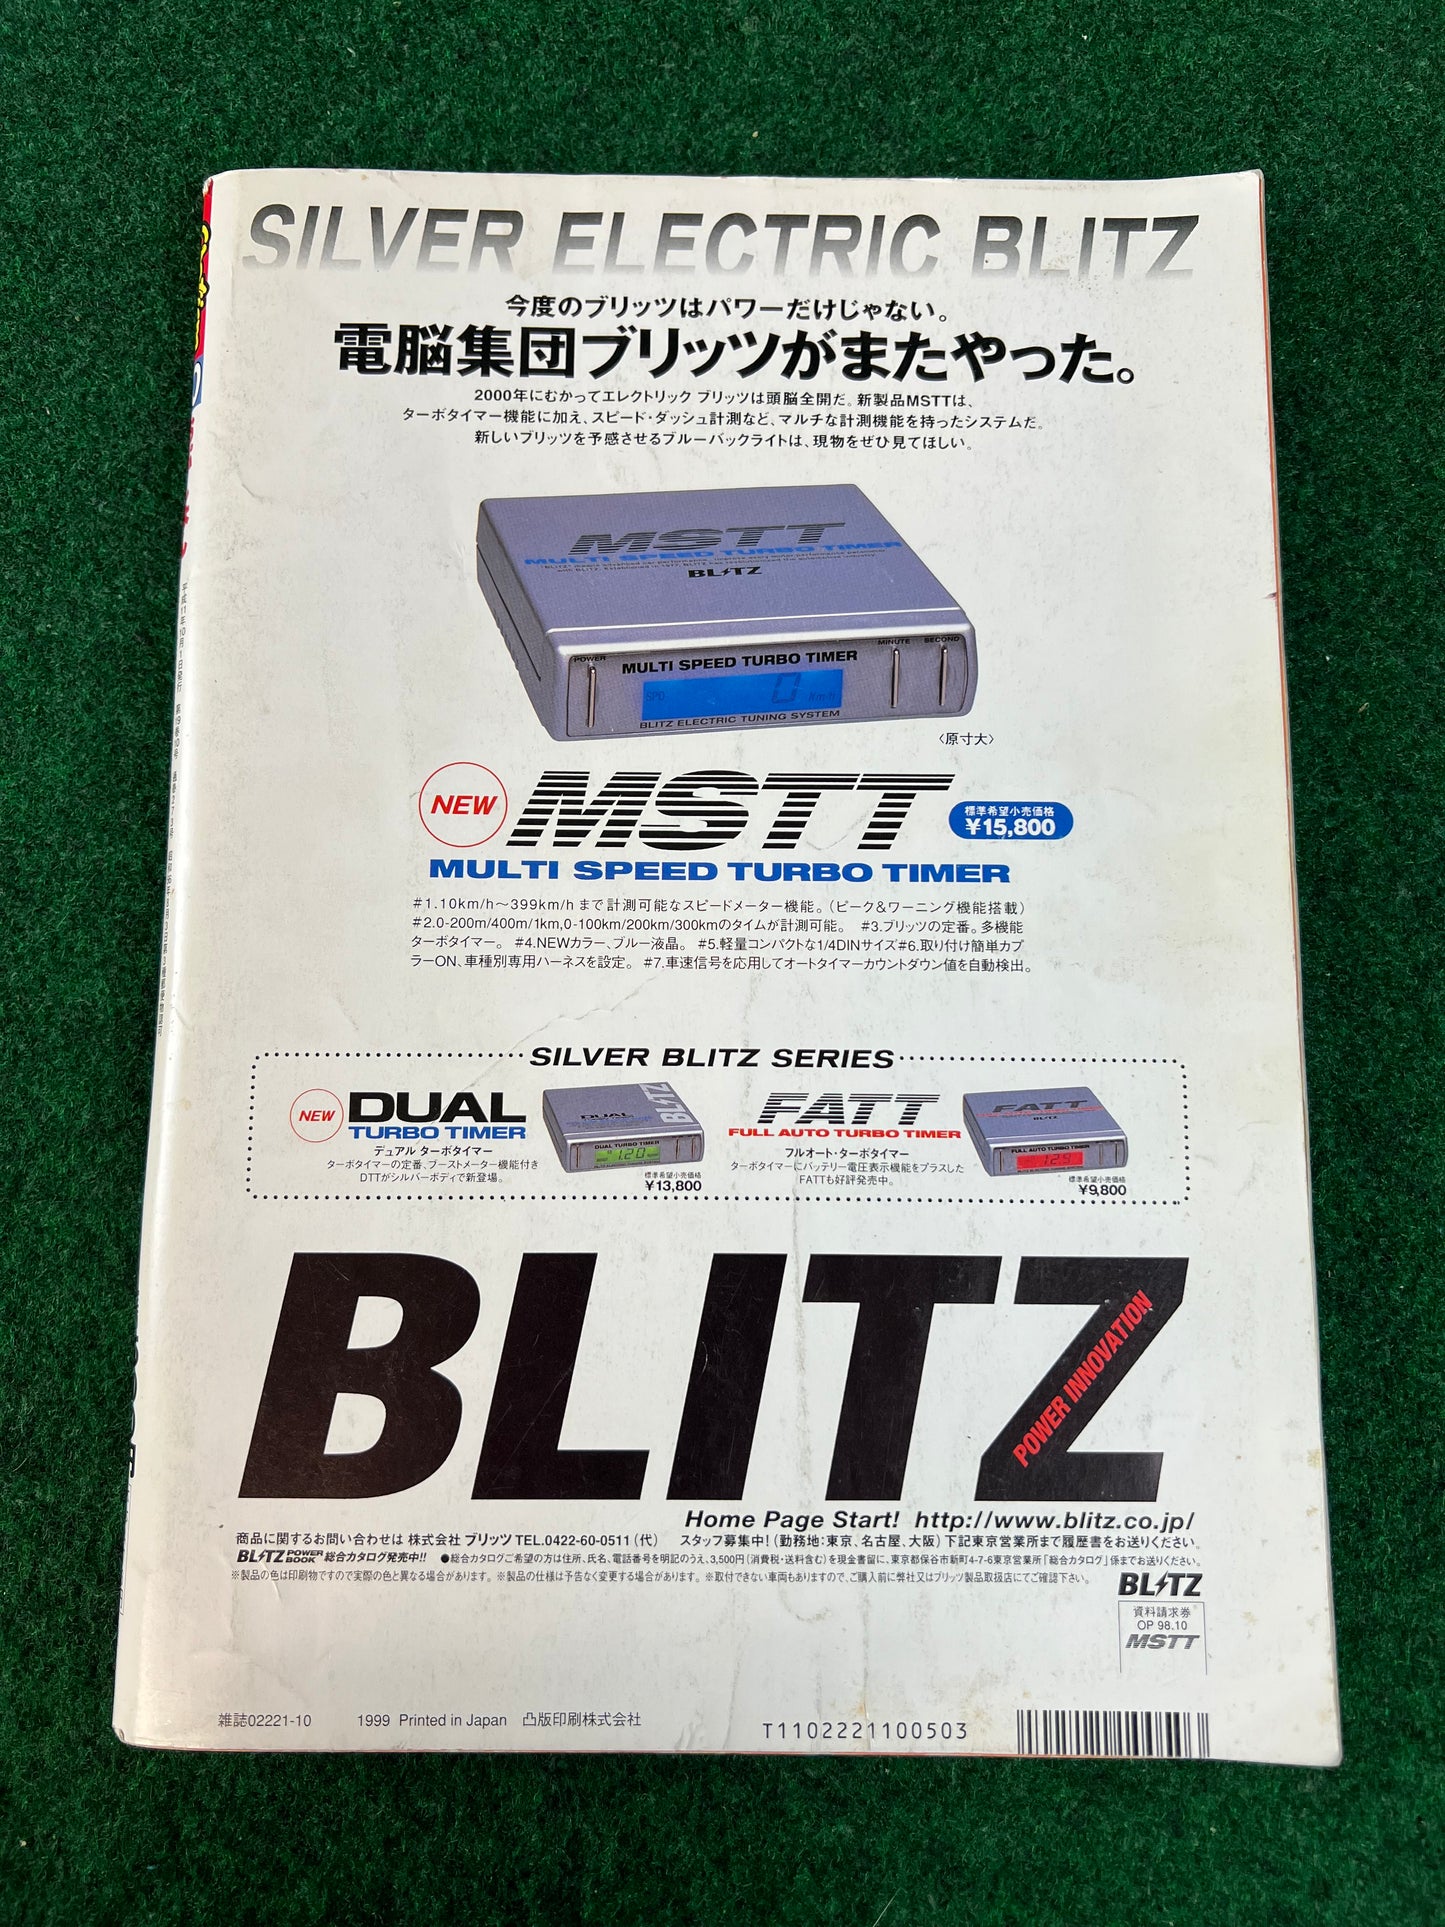 SILVER ELECTRIC BLITZ
今度のブリッツはパワーだけじゃない。
電脳集団ブリッツがまたやった。
2000年にむかってエレクトリック ブリッツは頭脳全開だ。新製品MSTTは、
ターボタイマー機能に加え、スピード・ダッシュ計測など、マルチな計測機能を持ったシステムだ。
新しいブリッツを予感させるブルーバックライトは、現物をぜひ見てほしい。
MSTT
MULTI SPEED TURBO TIMER
BLITZ
POWER
MULTI SPEED TURBO TIMER
MINUTE SECOND
SPD 0 km/h
BLITZ ELECTRIC TUNING SYSTEM
〈原寸大〉
NEW
MSTT
標準希望小売価格
¥15,800
MULTI SPEED TURBO TIMER
#1.10km/h〜399km/hまで計測可能なスピードメーター機能。(ピーク&ワーニング機能搭載)
#2.0-200m/400m/1km,0-100km/200km/300kmのタイムが計測可能。 #3.ブリッツの定番。多機能
ターボタイマー。 #4.NEWカラー、ブルー液晶。 #5.軽量コンパクトな1/4DINサイズ#6.取り付け簡単カプ
ラーON、車種別専用ハーネスを設定。 #7.車速信号を応用してオートタイマーカウントダウン値を自動検出。
SILVER BLITZ SERIES
NEW
DUAL
TURBO TIMER
デュアル ターボタイマー
ターボタイマーの定番、ブーストメーター機能付き
DTTがシルバーボディで新登場。
DUAL
BLITZ
DUAL TURBO TIMER
標準希望小売価格
¥13,800
FATT
FULL AUTO TURBO TIMER
フルオート・ターボタイマー
ターボタイマーにバッテリー電圧表示機能をプラスした
FATTも好評発売中。
FATT
BLITZ
FULL AUTO TURBO TIMER
標準希望小売価格
¥9,800
BLITZ
POWER INNOVATION
Home Page Start! http://www.blitz.co.jp/
商品に関するお問い合わせは 株式会社 ブリッツ TEL.0422-60-0511(代) スタッフ募集中!(勤務地:東京、名古屋、大阪)下記東京営業所まで履歴書をお送りください。
BLITZ POWER BOOK 総合カタログ発売中!! ●総合カタログご希望の方は住所、氏名、電話番号を明記のうえ、3,500円(消費税・送料含む)を現金書留に、東京都保谷市新町4-7-6東京営業所「総合カタログ」係までお送りください。
※製品の色は印刷物ですので実際の色と異なる場合があります。※製品の仕様は予告なく変更する場合があります。※取付できない車両もありますので、ご購入前に弊社又はブリッツ製品取扱店にてご確認下さい。
BLITZ
資料請求券
OP 98.10
MSTT
雑誌02221-10 1999 Printed in Japan 凸版印刷株式会社
T1102221100503